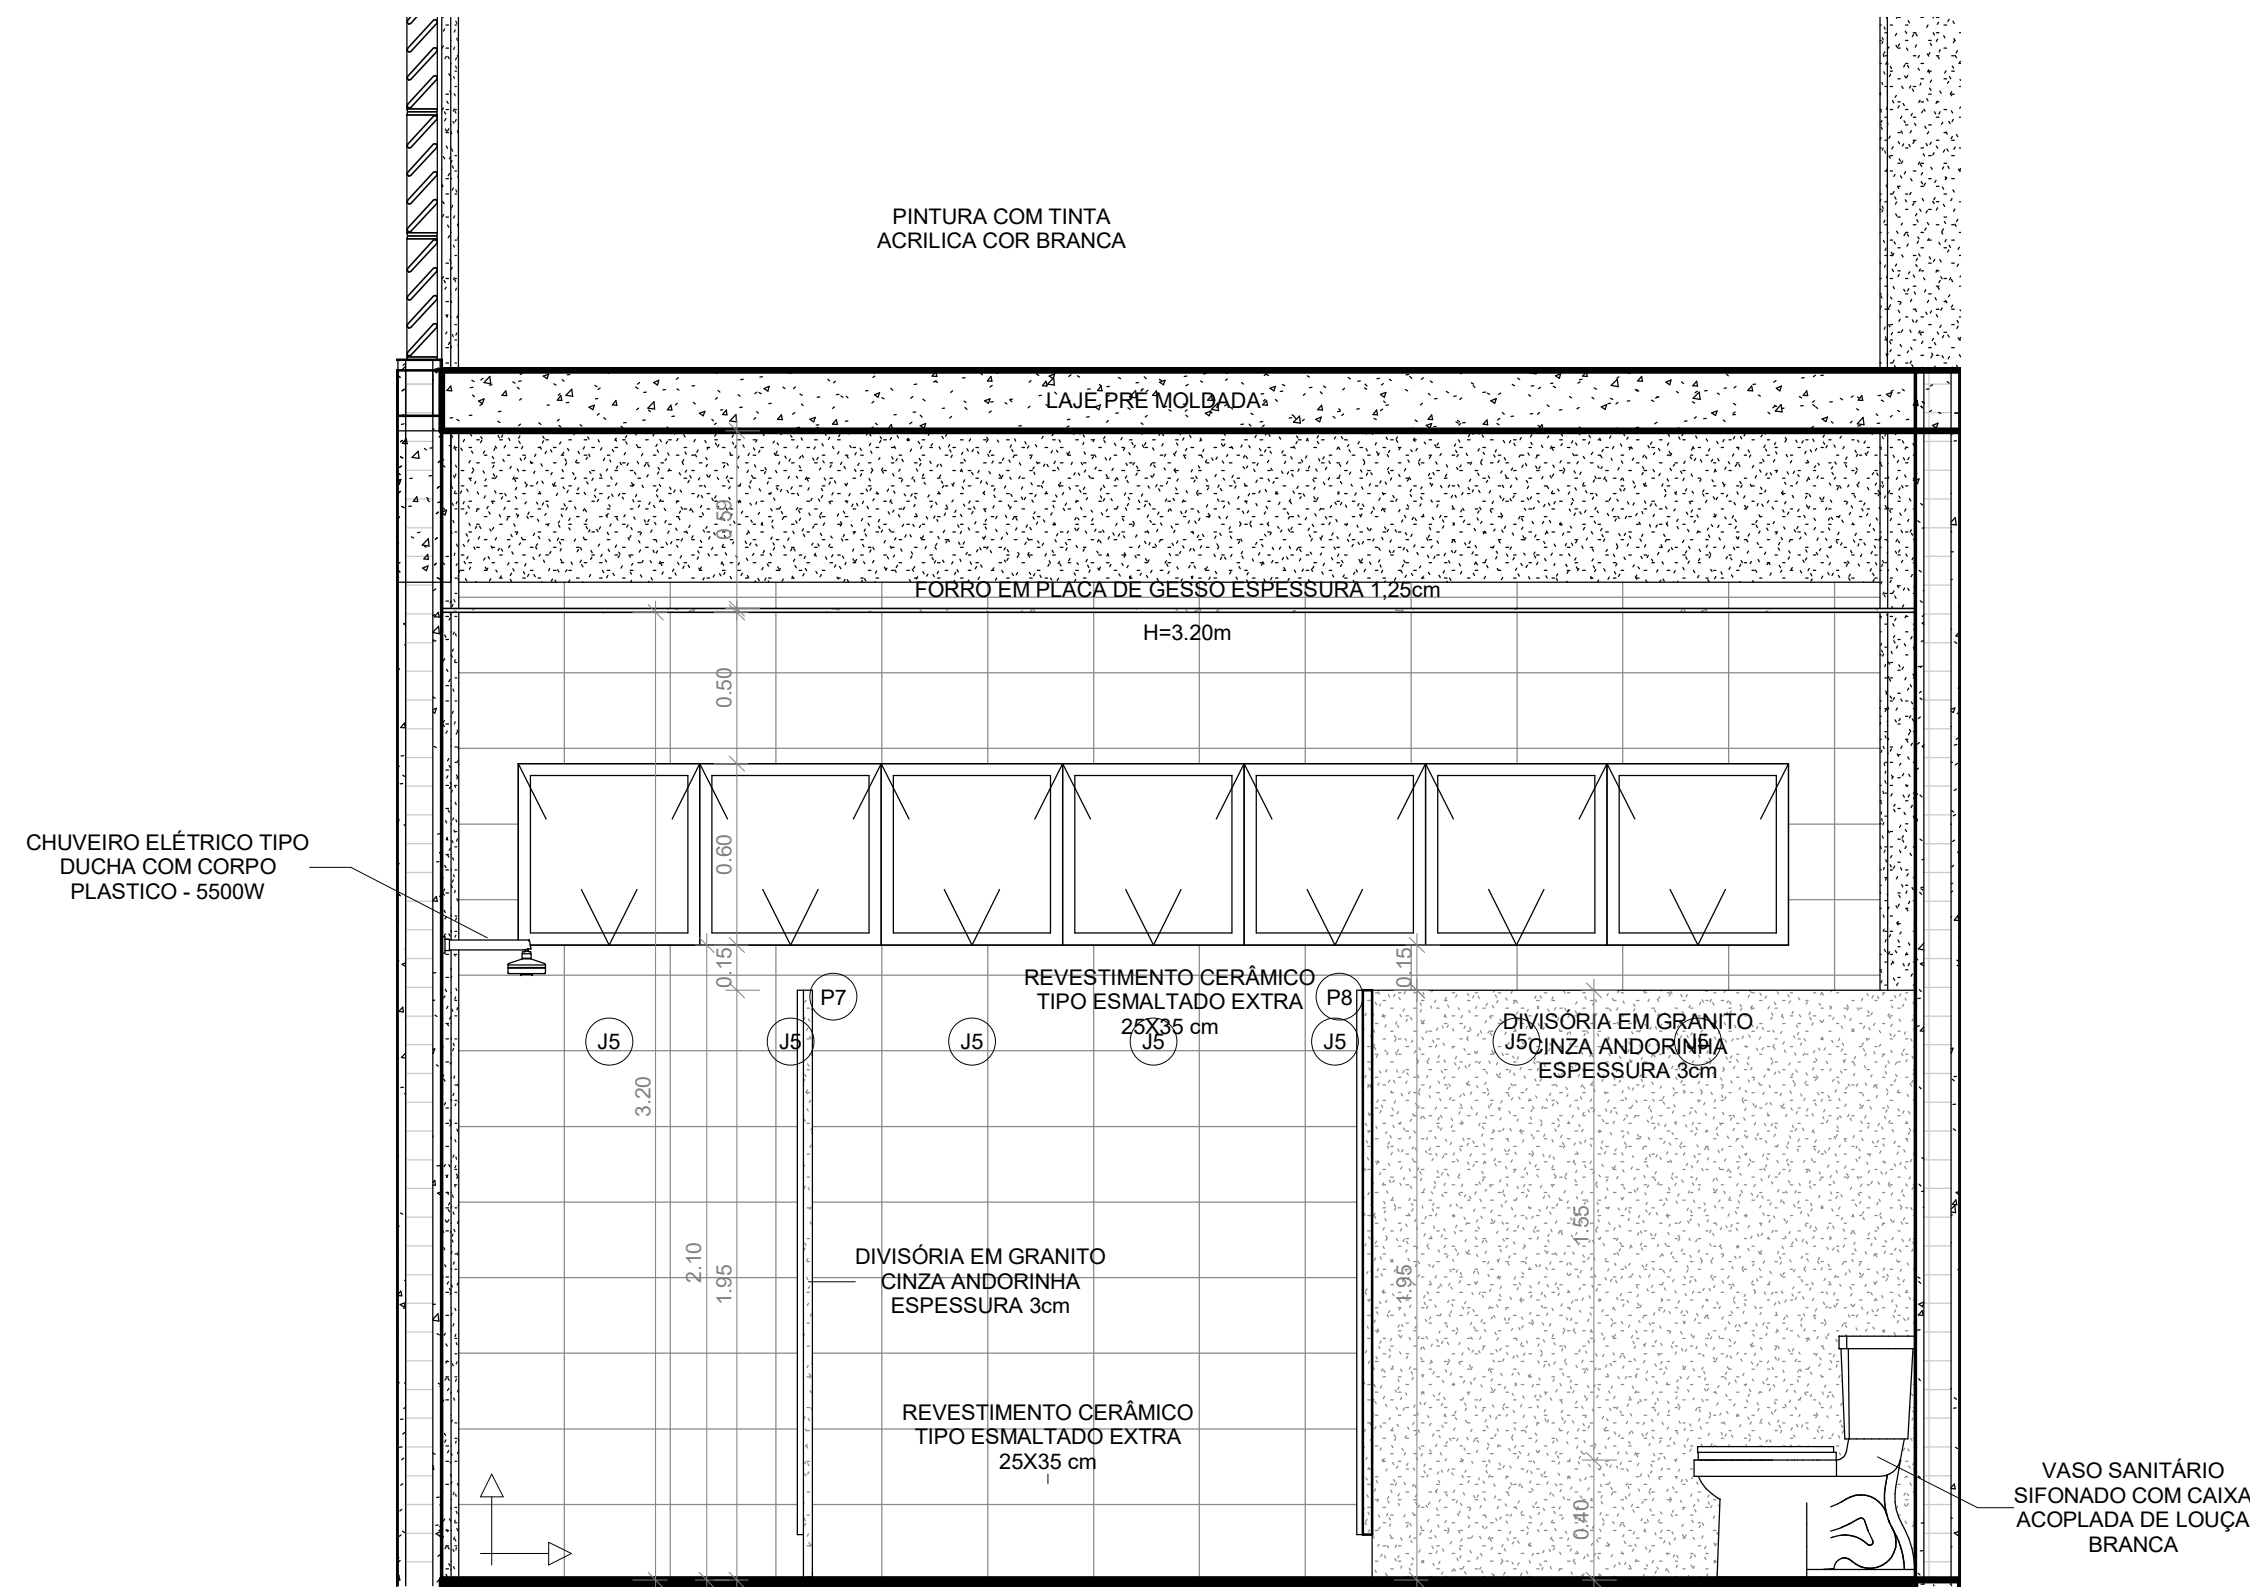 PINTURA COM TINTA
ACRILICA COR BRANCA
LAJE PRÉ MOLDADA
0.59
FORRO EM PLACA DE GESSO ESPESSURA 1,25cm
H=3.20m
0.50
0.60
CHUVEIRO ELÉTRICO TIPO
DUCHA COM CORPO
PLASTICO - 5500W
0.15
0.15
REVESTIMENTO CERÂMICO
TIPO ESMALTADO EXTRA
25X35 cm
P7
P8
J5
J5
J5
J5
J5
J5
J5
DIVISÓRIA EM GRANITO
CINZA ANDORINHA
ESPESSURA 3cm
3.20
2.10
1.95
1.95
1.55
DIVISÓRIA EM GRANITO
CINZA ANDORINHA
ESPESSURA 3cm
REVESTIMENTO CERÂMICO
TIPO ESMALTADO EXTRA
25X35 cm
0.40
VASO SANITÁRIO
SIFONADO COM CAIXA
ACOPLADA DE LOUÇA
BRANCA